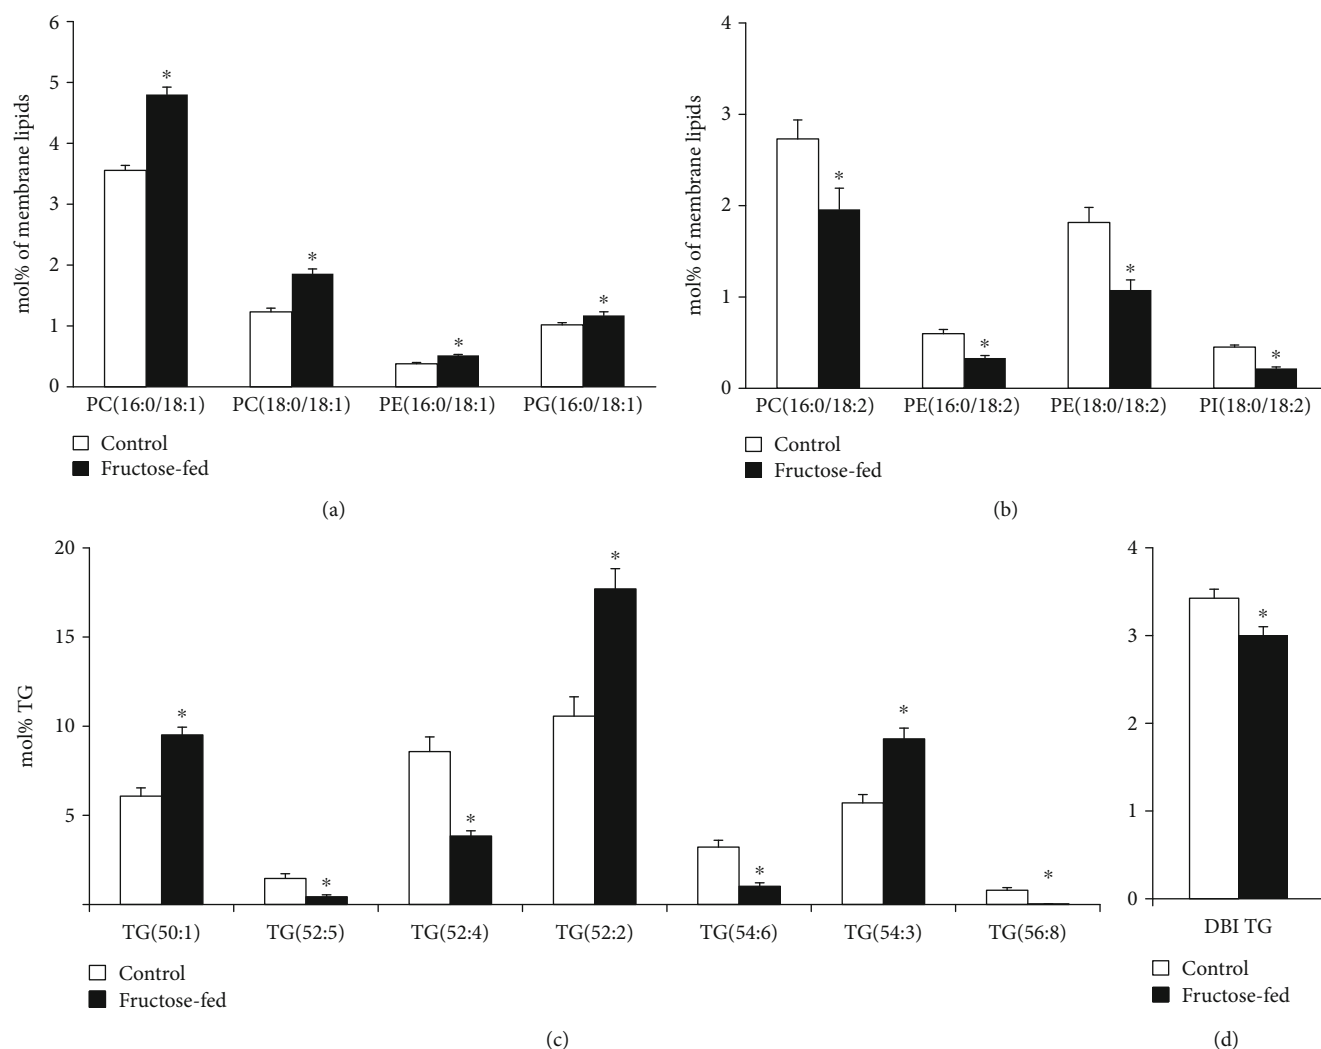 mol% of membrane lipids
6
5
4
3
2
1
0
*
*
*
*
PC(16:0/18:1) PC(18:0/18:1) PE(16:0/18:1) PG(16:0/18:1)
Control
Fructose-fed
(a)
mol% of membrane lipids
4
3
2
1
0
*
*
*
*
PC(16:0/18:2) PE(16:0/18:2) PE(18:0/18:2) PI(18:0/18:2)
Control
Fructose-fed
(b)
mol% TG
20
15
10
5
*
*
*
*
*
*
*
TG(50:1) TG(52:5) TG(52:4) TG(52:2) TG(54:6) TG(54:3) TG(56:8)
Control
Fructose-fed
(c)
4
3
2
1
0
*
DBI TG
Control
Fructose-fed
(d)